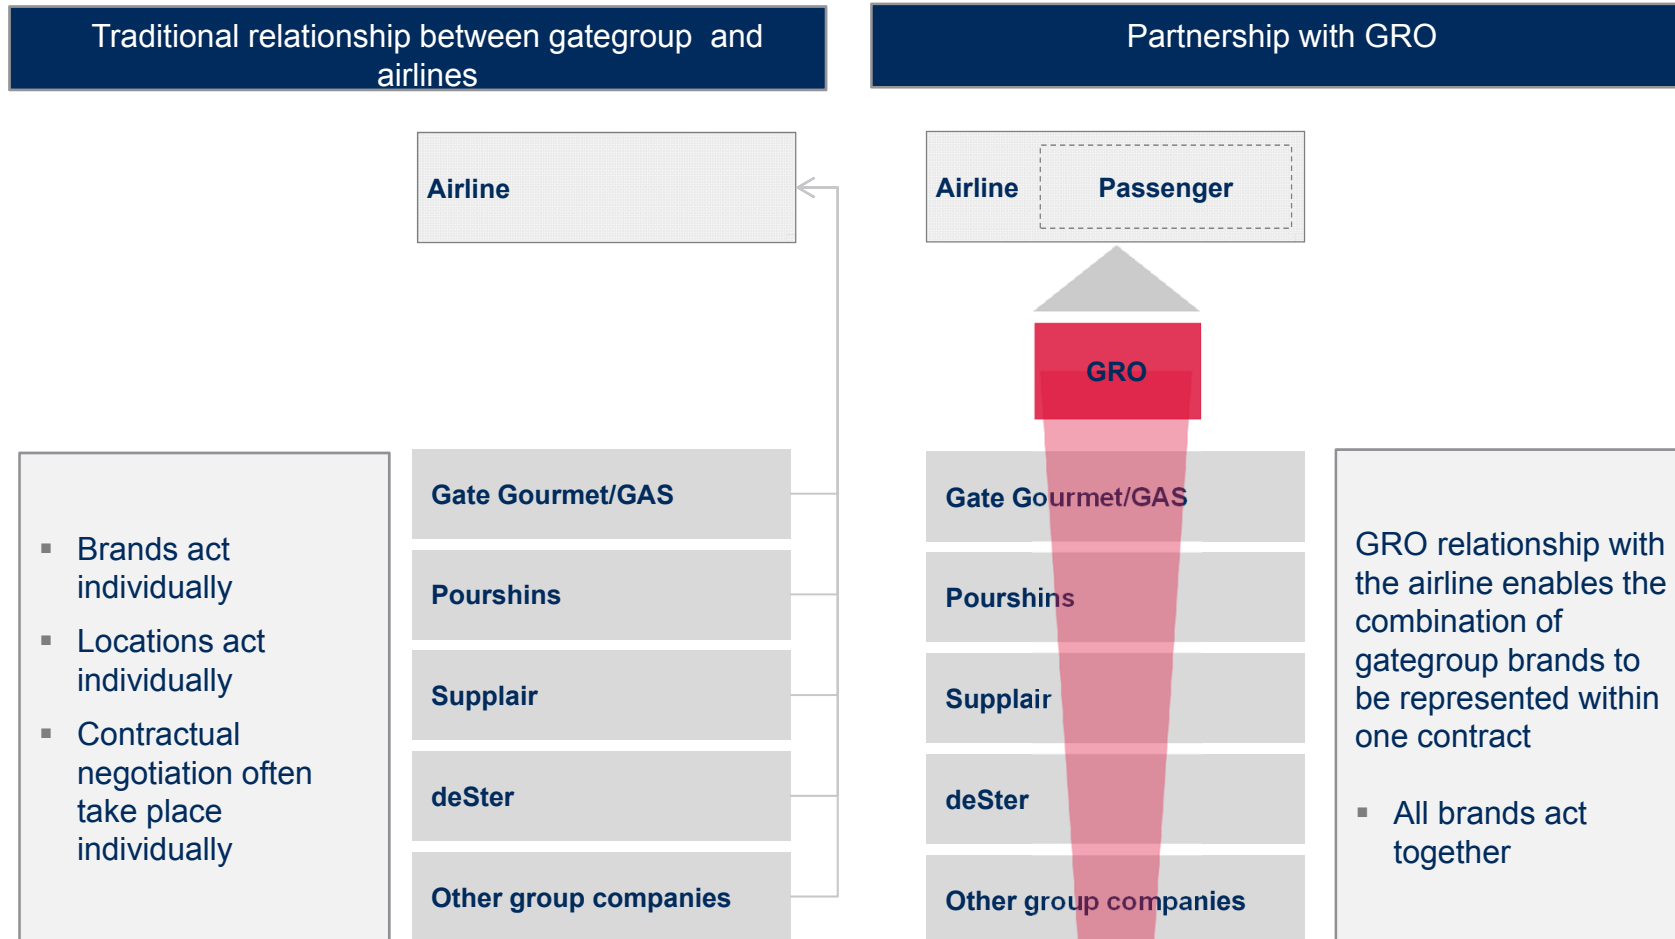 Traditional relationship between gategroup and
airlines
Airline
▪ Brands act
individually
▪ Locations act
individually
▪ Contractual
negotiation often
take place
individually
Gate Gourmet/GAS
Pourshins
Supplair
deSter
Other group companies
Partnership with GRO
Airline
Passenger
GRO
Gate Gourmet/GAS
Pourshins
Supplair
deSter
Other group companies
GRO relationship with
the airline enables the
combination of
gategroup brands to
be represented within
one contract
▪ All brands act
together